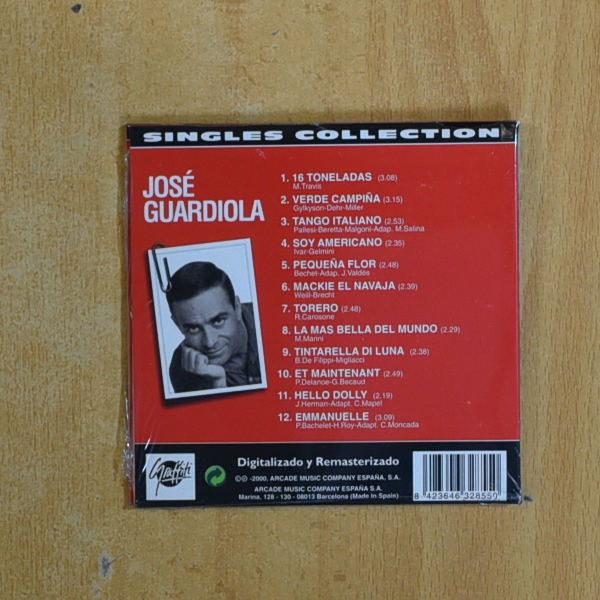 SINGLES COLLECTION
JOSÉ
GUARDIOLA
1. 16 TONELADAS (3.08)
M.Travis
2. VERDE CAMPIÑA (3.15)
Gylkyson-Dehr-Miller
3. TANGO ITALIANO (2.53)
Pallesi-Beretta-Malgoni-Adap. M.Salina
4. SOY AMERICANO (2.35)
Ivar-Gelmini
5. PEQUEÑA FLOR (2.48)
Bechet-Adap. J.Valdés
6. MACKIE EL NAVAJA (2.39)
Weill-Brecht
7. TORERO (2.48)
R.Carosone
8. LA MAS BELLA DEL MUNDO (2.29)
M.Marini
9. TINTARELLA DI LUNA (2.38)
B.De Filippi-Migliacci
10. ET MAINTENANT (2.49)
P.Delanoe-G.Becaud
11. HELLO DOLLY (2.19)
J.Herman-Adapt. C.Mapel
12. EMMANUELLE (3.09)
P.Bachelet-H.Roy-Adapt. C.Moncada
Graffiti
Digitalizado y Remasterizado
©℗ -2000, ARCADE MUSIC COMPANY ESPAÑA, S.A.
ARCADE MUSIC COMPANY ESPAÑA S.A.
Marina, 128 - 130 - 08013 Barcelona (Made In Spain)
8 423646 328559